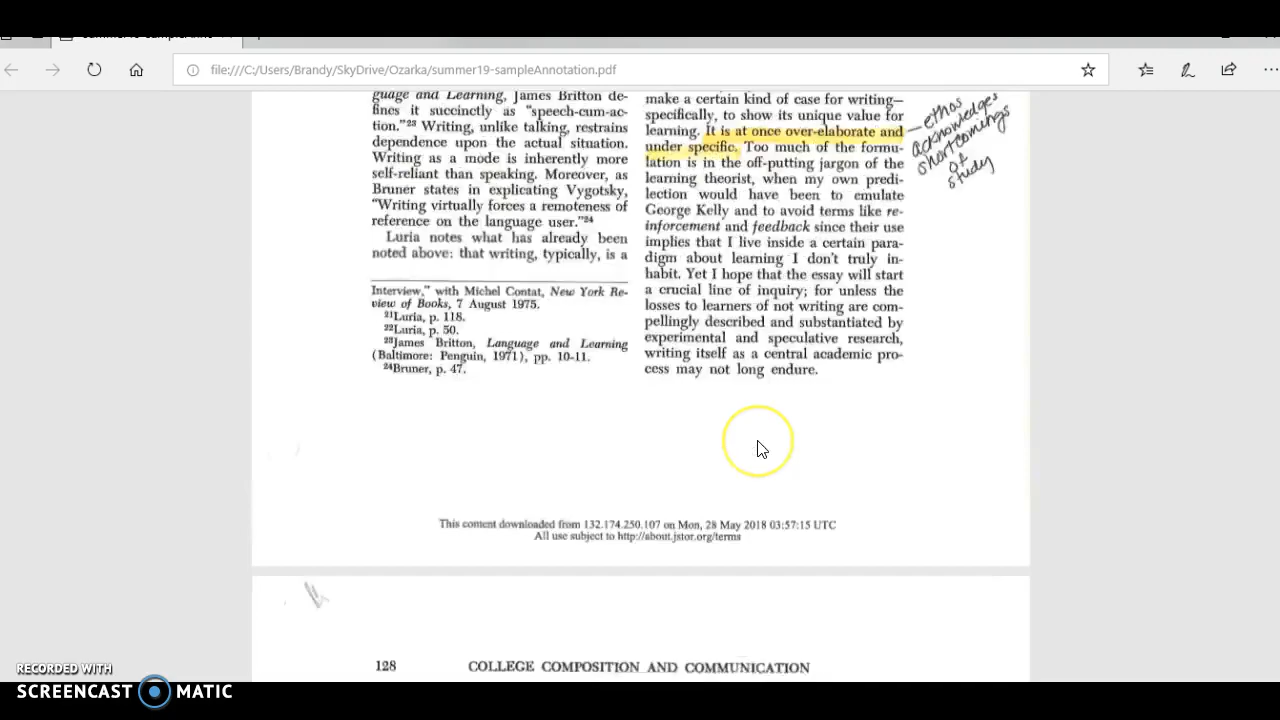 file:///C:/Users/Brandy/SkyDrive/Ozarka/summer19-sampleAnnotation.pdf
guage and Learning, James Britton de-
fines it succinctly as "speech-cum-ac-
tion."23 Writing, unlike talking, restrains
dependence upon the actual situation.
Writing as a mode is inherently more
self-reliant than speaking. Moreover, as
Bruner states in explicating Vygotsky,
"Writing virtually forces a remoteness of
reference on the language user."24
Luria notes what has already been
noted above: that writing, typically, is a
Interview," with Michel Contat, New York Re-
view of Books, 7 August 1975.
21Luria, p. 118.
22Luria, p. 50.
23James Britton, Language and Learning
(Baltimore: Penguin, 1971), pp. 10-11.
24Bruner, p. 47.
make a certain kind of case for writing—
specifically, to show its unique value for
learning. It is at once over-elaborate and
under specific. Too much of the formu-
lation is in the off-putting jargon of the
learning theorist, when my own predi-
lection would have been to emulate
George Kelly and to avoid terms like re-
inforcement and feedback since their use
implies that I live inside a certain para-
digm about learning I don't truly in-
habit. Yet I hope that the essay will start
a crucial line of inquiry; for unless the
losses to learners of not writing are com-
pellingly described and substantiated by
experimental and speculative research,
writing itself as a central academic pro-
cess may not long endure.
—ethos
acknowledges
shortcomings
of
study
This content downloaded from 132.174.250.107 on Mon, 28 May 2018 03:57:15 UTC
All use subject to http://about.jstor.org/terms
128 COLLEGE COMPOSITION AND COMMUNICATION
RECORDED WITH
SCREENCAST MATIC